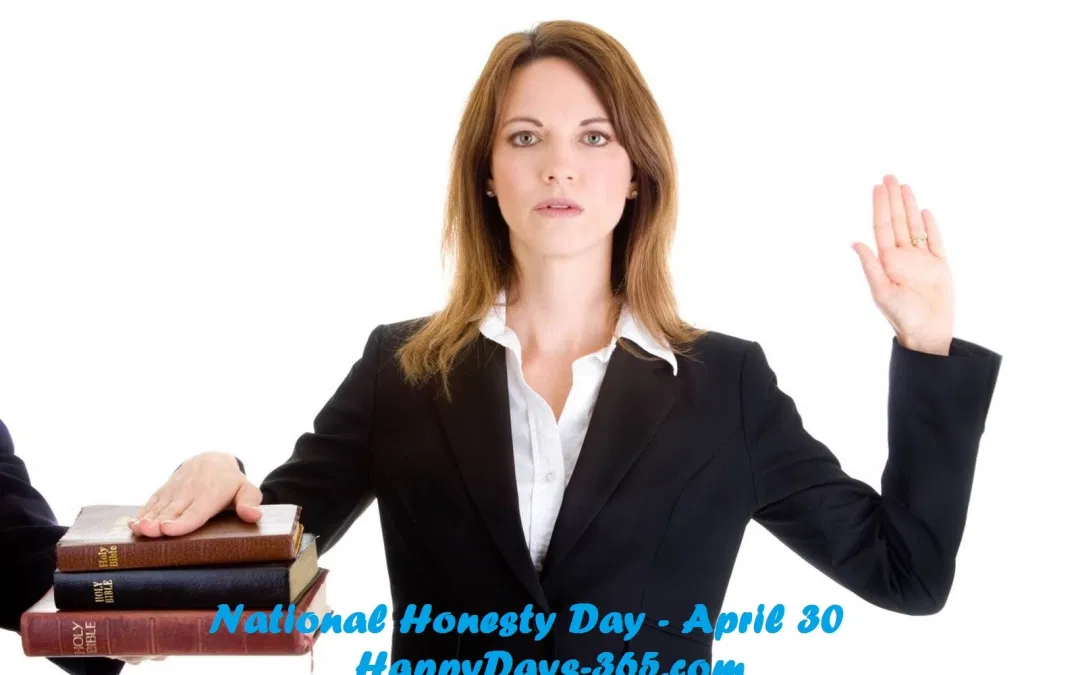 Holy
Bible
HOLY
BIBLE
HOLY
BIBLE
National Honesty Day - April 30
HappyDays-365.com